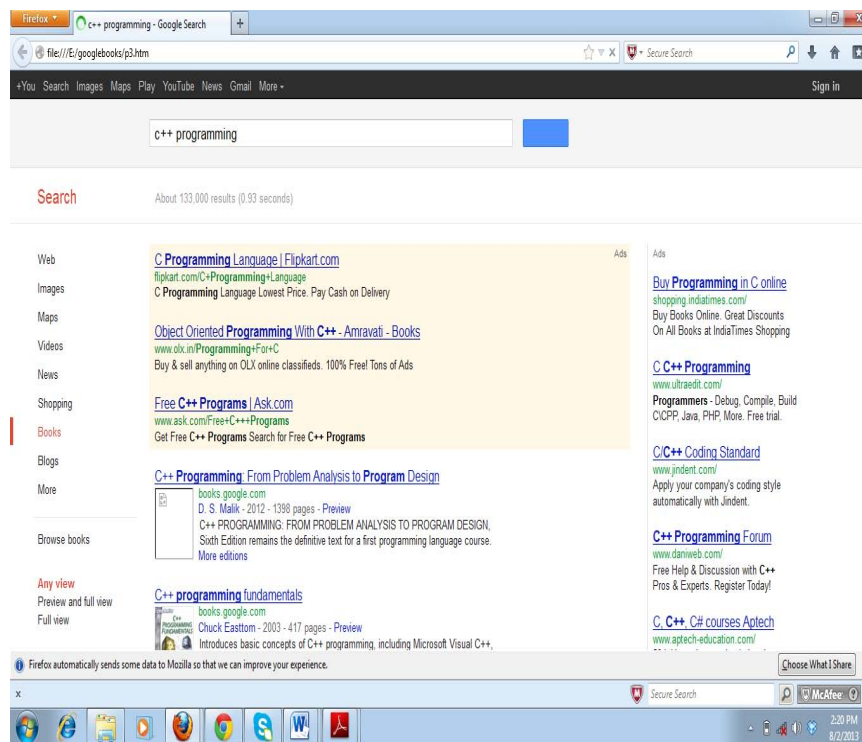 Firefox
c++ programming - Google Search
file:///E:/googlebooks/p3.htm
Secure Search
+You Search Images Maps Play YouTube News Gmail More
Sign in
c++ programming
Search
About 133,000 results (0.93 seconds)
Web
Images
Maps
Videos
News
Shopping
Books
Blogs
More
Browse books
Any view
Preview and full view
Full view
Ads
C Programming Language | Flipkart.com
flipkart.com/C+Programming+Language
C Programming Language Lowest Price. Pay Cash on Delivery
Object Oriented Programming With C++ - Amravati - Books
www.olx.in/Programming+For+C
Buy & sell anything on OLX online classifieds. 100% Free! Tons of Ads
Free C++ Programs | Ask.com
www.ask.com/Free+C+++Programs
Get Free C++ Programs Search for Free C++ Programs
C++ Programming: From Problem Analysis to Program Design
books.google.com
D. S. Malik - 2012 - 1398 pages - Preview
C++ PROGRAMMING: FROM PROBLEM ANALYSIS TO PROGRAM DESIGN,
Sixth Edition remains the definitive text for a first programming language course.
More editions
C++ programming fundamentals
books.google.com
Chuck Easttom - 2003 - 417 pages - Preview
Introduces basic concepts of C++ programming, including Microsoft Visual C++,
Ads
Buy Programming in C online
shopping.indiatimes.com/
Buy Books Online. Great Discounts
On All Books at IndiaTimes Shopping
C C++ Programming
www.ultraedit.com/
Programmers - Debug, Compile, Build
C\CPP, Java, PHP, More. Free trial.
C/C++ Coding Standard
www.jindent.com/
Apply your company's coding style
automatically with Jindent.
C++ Programming Forum
www.daniweb.com/
Free Help & Discussion with C++
Pros & Experts. Register Today!
C, C++, C# courses Aptech
www.aptech-education.com/
Firefox automatically sends some data to Mozilla so that we can improve your experience.
Choose What I Share
x
Secure Search
McAfee
2:20 PM
8/2/2013